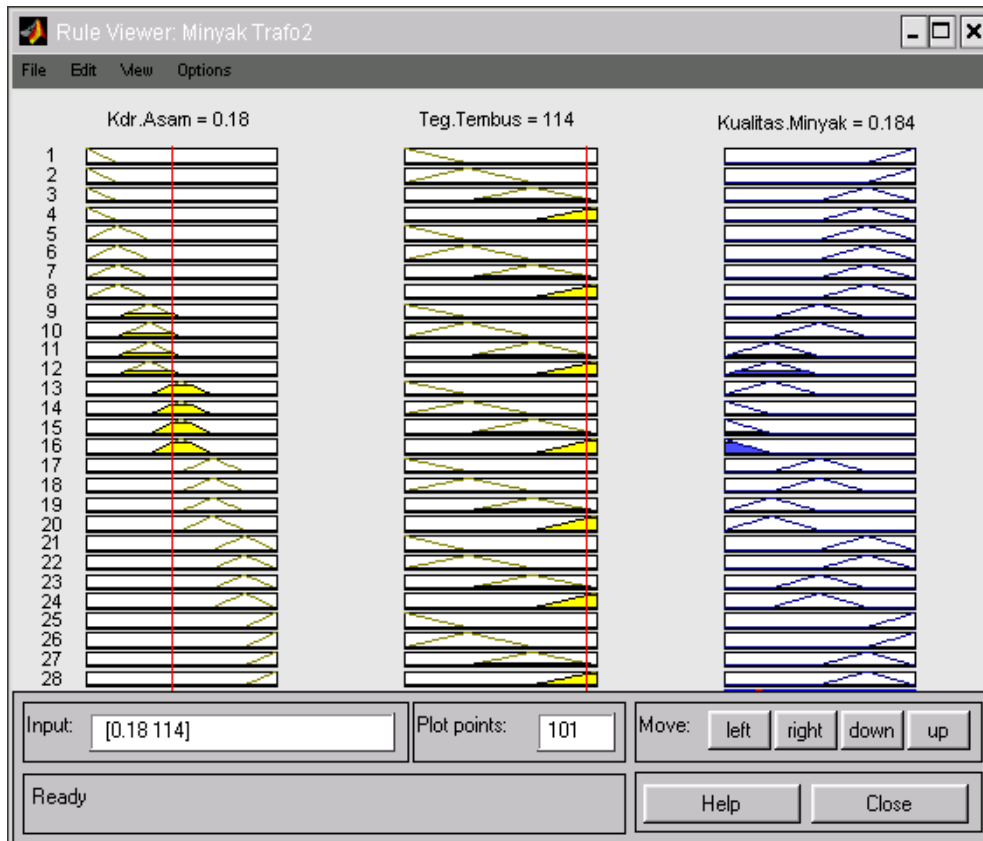 Rule Viewer: Minyak Trafo2
File Edit View Options
Kdr.Asam = 0.18
Teg.Tembus = 114
Kualitas.Minyak = 0.184
1
2
3
4
5
6
7
8
9
10
11
12
13
14
15
16
17
18
19
20
21
22
23
24
25
26
27
28
Input: [0.18 114]
Plot points: 101
Move: left right down up
Ready
Help Close